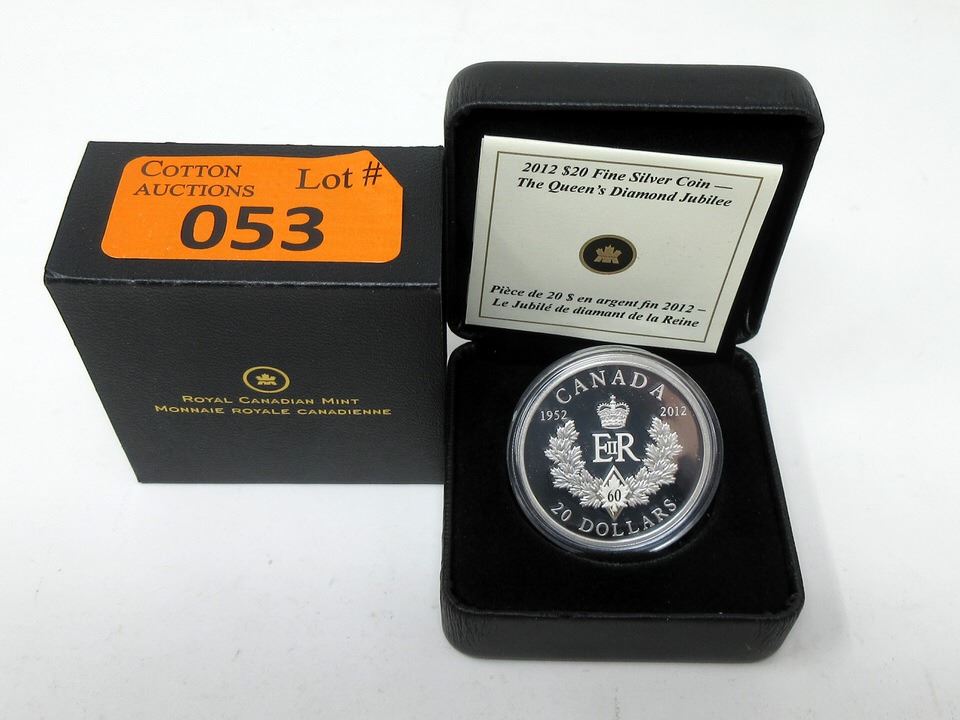 COTTON
AUCTIONS
Lot #
053
ROYAL CANADIAN MINT
MONNAIE ROYALE CANADIENNE
2012 $20 Fine Silver Coin —
The Queen's Diamond Jubilee
Pièce de 20 $ en argent fin 2012 –
Le Jubilé de diamant de la Reine
CANADA
1952 2012
EIIR
60
20 DOLLARS